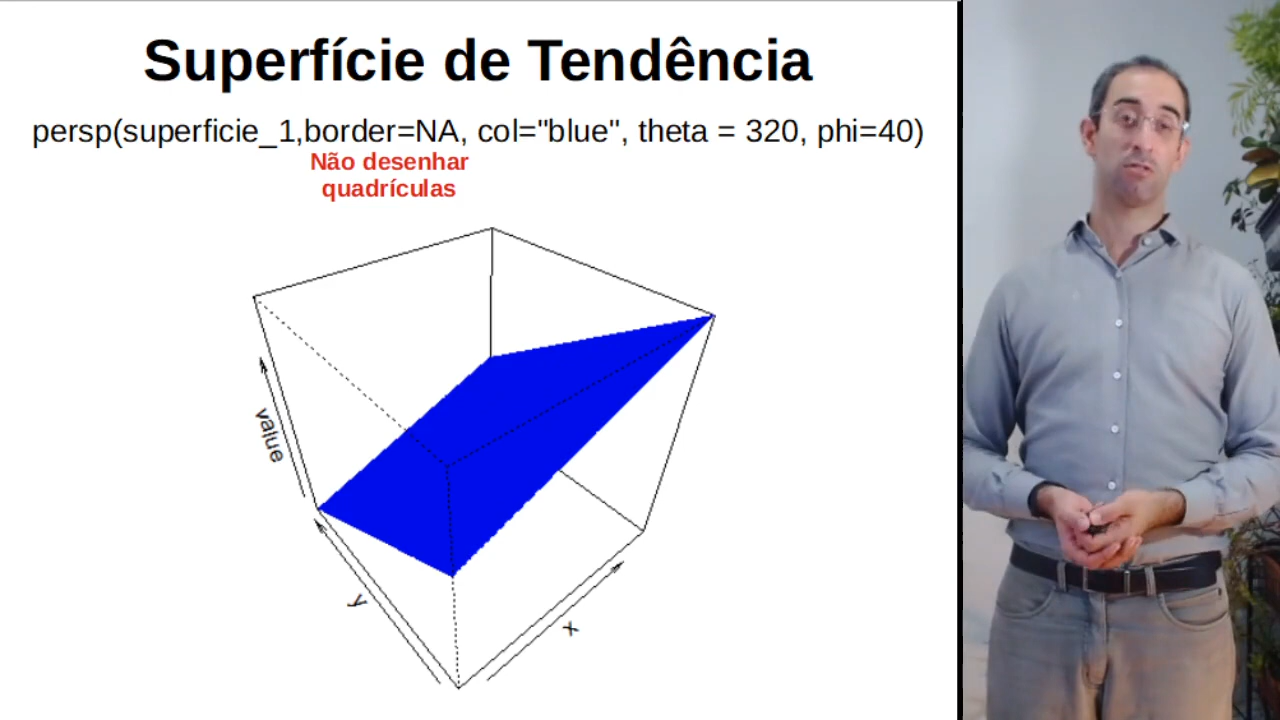 Superfície de Tendência
persp(superficie_1,border=NA, col="blue", theta = 320, phi=40)
Não desenhar
quadrículas
value
y
x